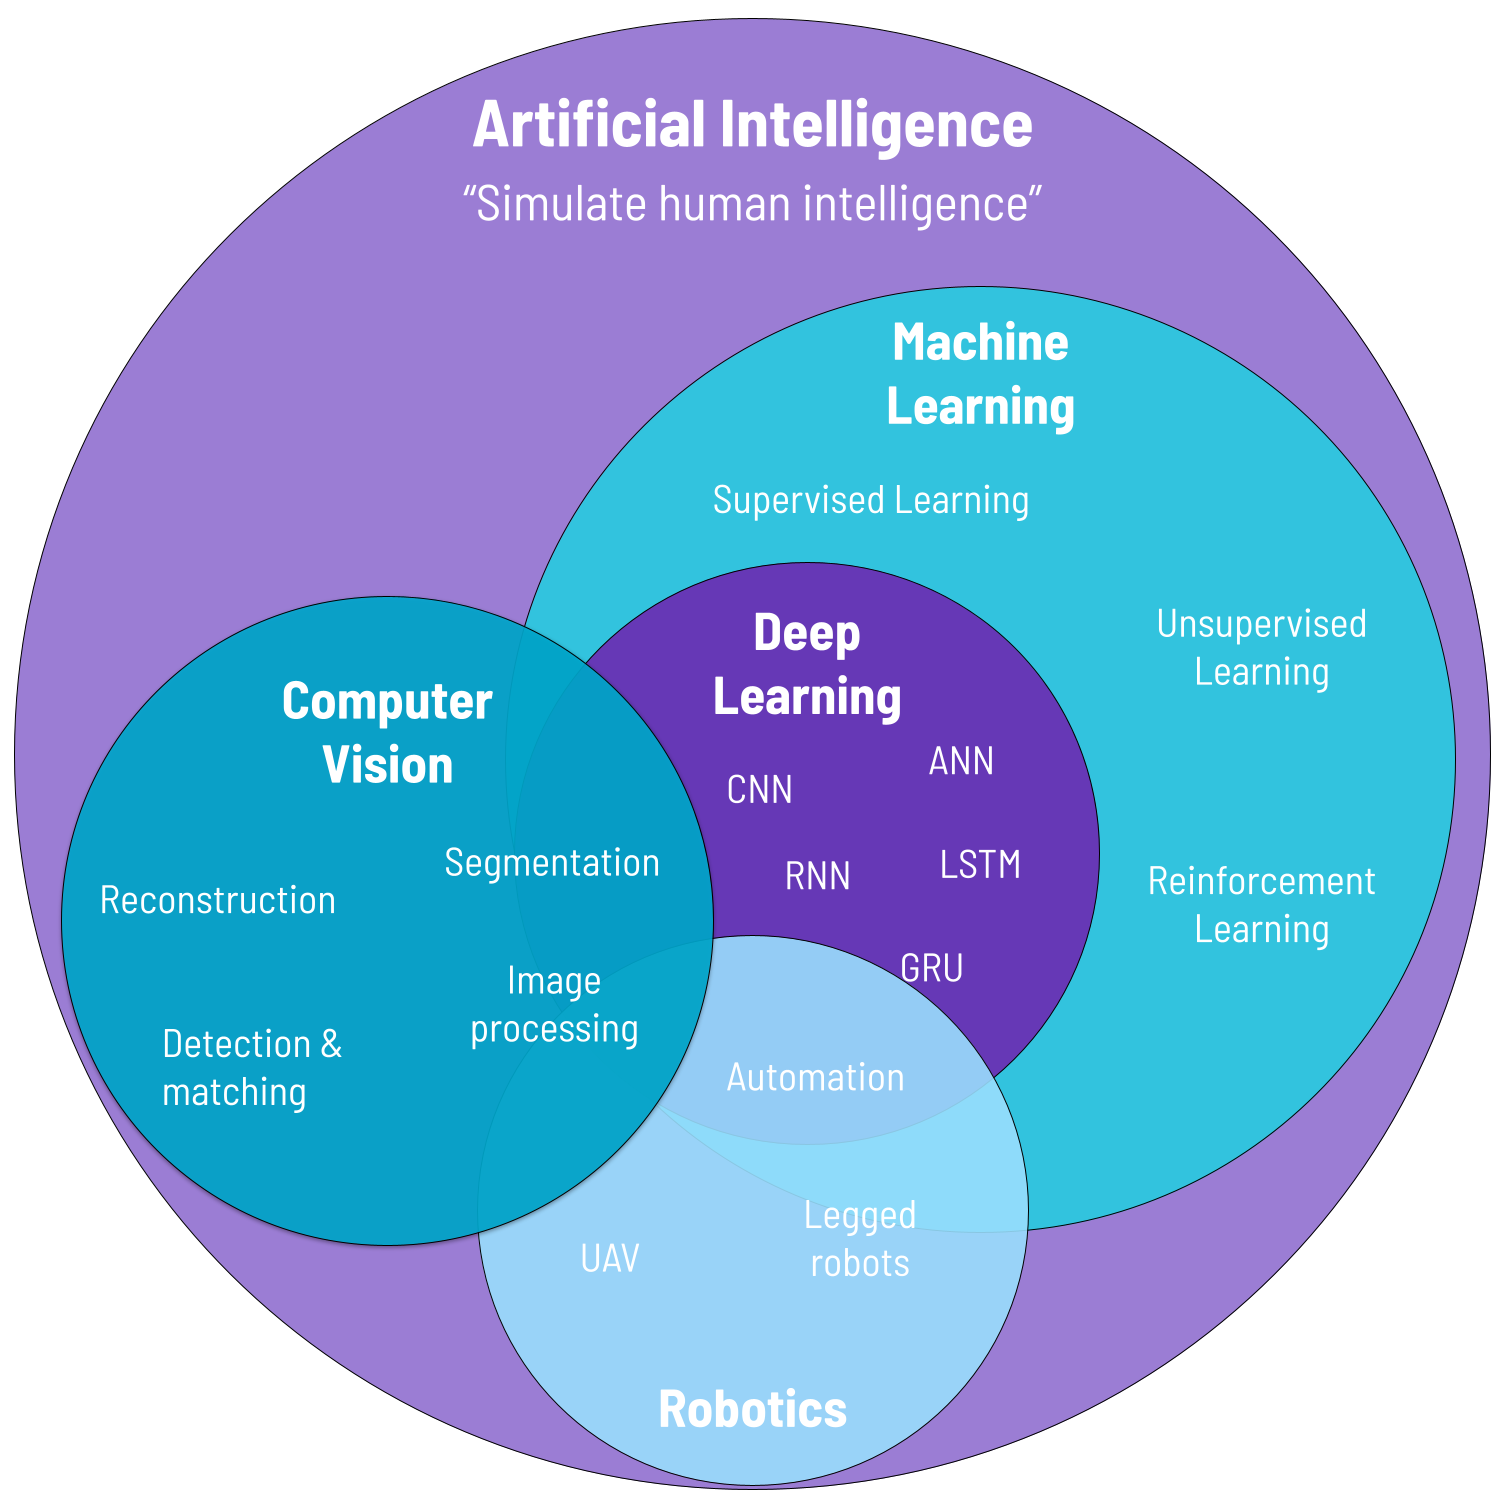 Artificial Intelligence
“Simulate human intelligence”
Machine
Learning
Supervised Learning
Unsupervised
Learning
Reinforcement
Learning
Deep
Learning
ANN
CNN
LSTM
RNN
GRU
Computer
Vision
Segmentation
Reconstruction
Image
processing
Detection &
matching
Automation
Legged
robots
UAV
Robotics